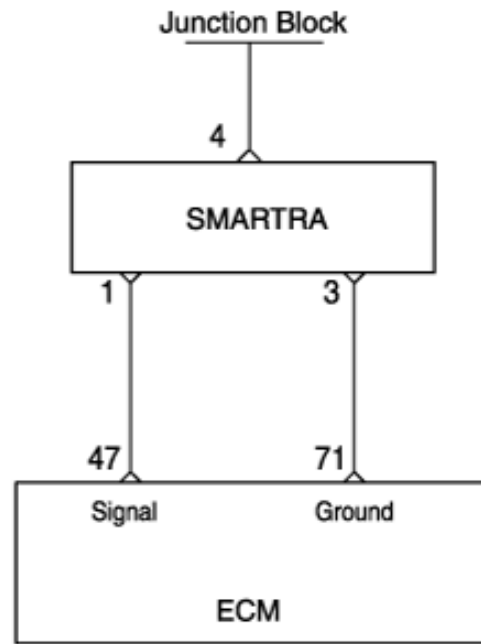 Junction Block
4
SMARTRA
1 3
47 71
Signal Ground
ECM